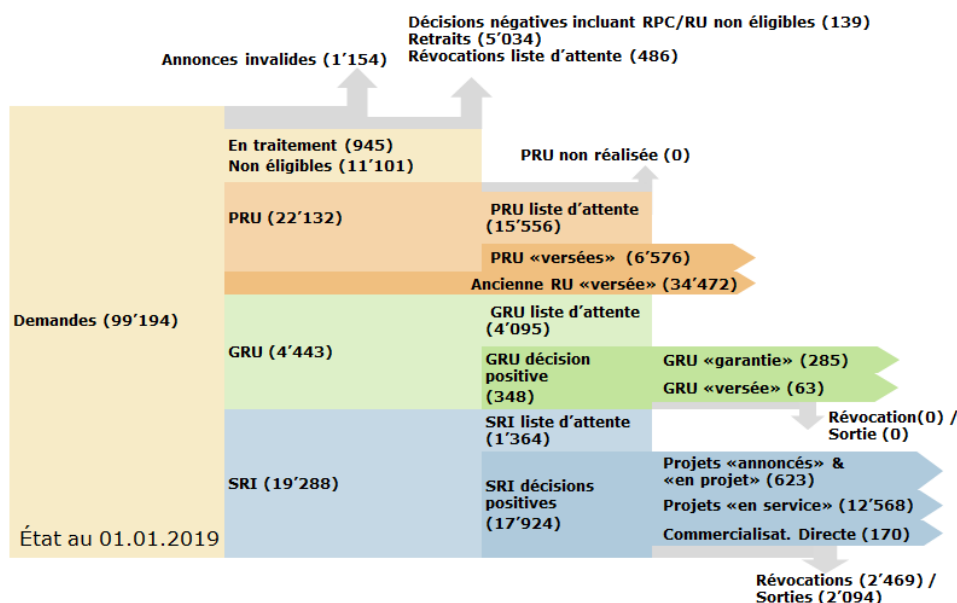 Décisions négatives incluant RPC/RU non éligibles (139)
Retraits (5’034)
Révocations liste d’attente (486)
Annonces invalides (1’154)
En traitement (945)
Non éligibles (11’101)
PRU non réalisée (0)
PRU (22’132)
PRU liste d’attente
(15’556)
PRU «versées» (6’576)
Ancienne RU «versée» (34’472)
Demandes (99’194)
GRU (4’443)
GRU liste d’attente
(4’095)
GRU décision
positive
(348)
GRU «garantie» (285)
GRU «versée» (63)
Révocation(0) /
Sortie (0)
SRI (19’288)
SRI liste d’attente
(1’364)
SRI décisions
positives
(17’924)
Projets «annoncés» &
«en projet» (623)
Projets «en service» (12’568)
Commercialisat. Directe (170)
Révocations (2’469) /
Sorties (2’094)
État au 01.01.2019